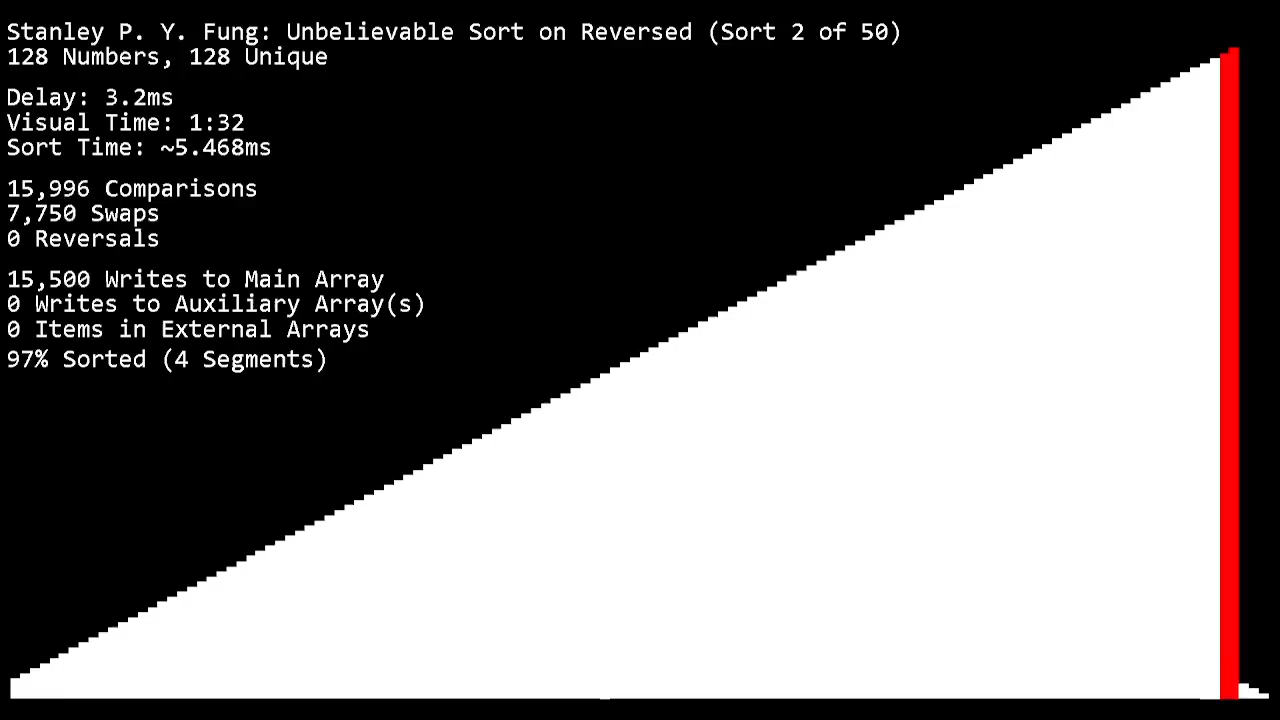 Stanley P. Y. Fung: Unbelievable Sort on Reversed (Sort 2 of 50)
128 Numbers, 128 Unique
Delay: 3.2ms
Visual Time: 1:32
Sort Time: ~5.468ms
15,996 Comparisons
7,750 Swaps
0 Reversals
15,500 Writes to Main Array
0 Writes to Auxiliary Array(s)
0 Items in External Arrays
97% Sorted (4 Segments)